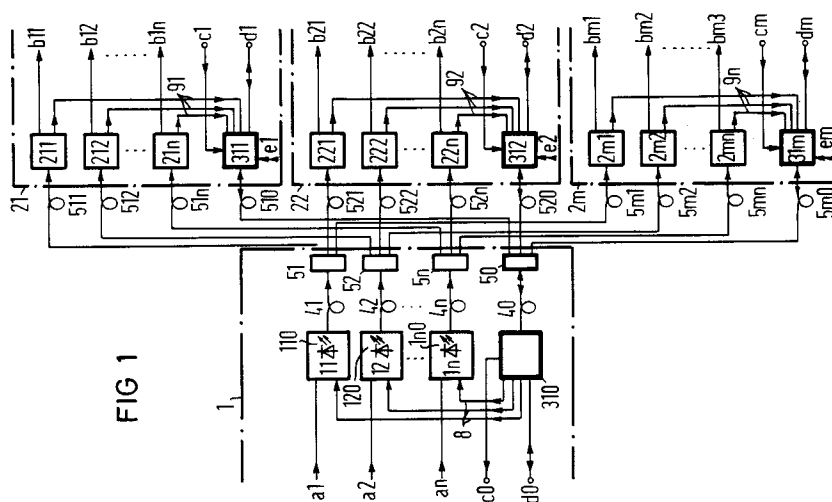 FIG 1
b11
b12
b1n
c1
d1
b21
b22
b2n
c2
d2
bm1
bm2
bm3
cm
dm
91
92
9n
211
212
21n
311
e1
221
222
22n
312
e2
2m1
2m2
2mn
31m
em
21
511
512
51n
510
22
521
522
52n
520
2m
5m1
5m2
5mn
5m0
51
52
5n
50
41
42
4n
40
1
110
11
120
12
1n0
1n
310
8
a1
a2
an
c0
d0